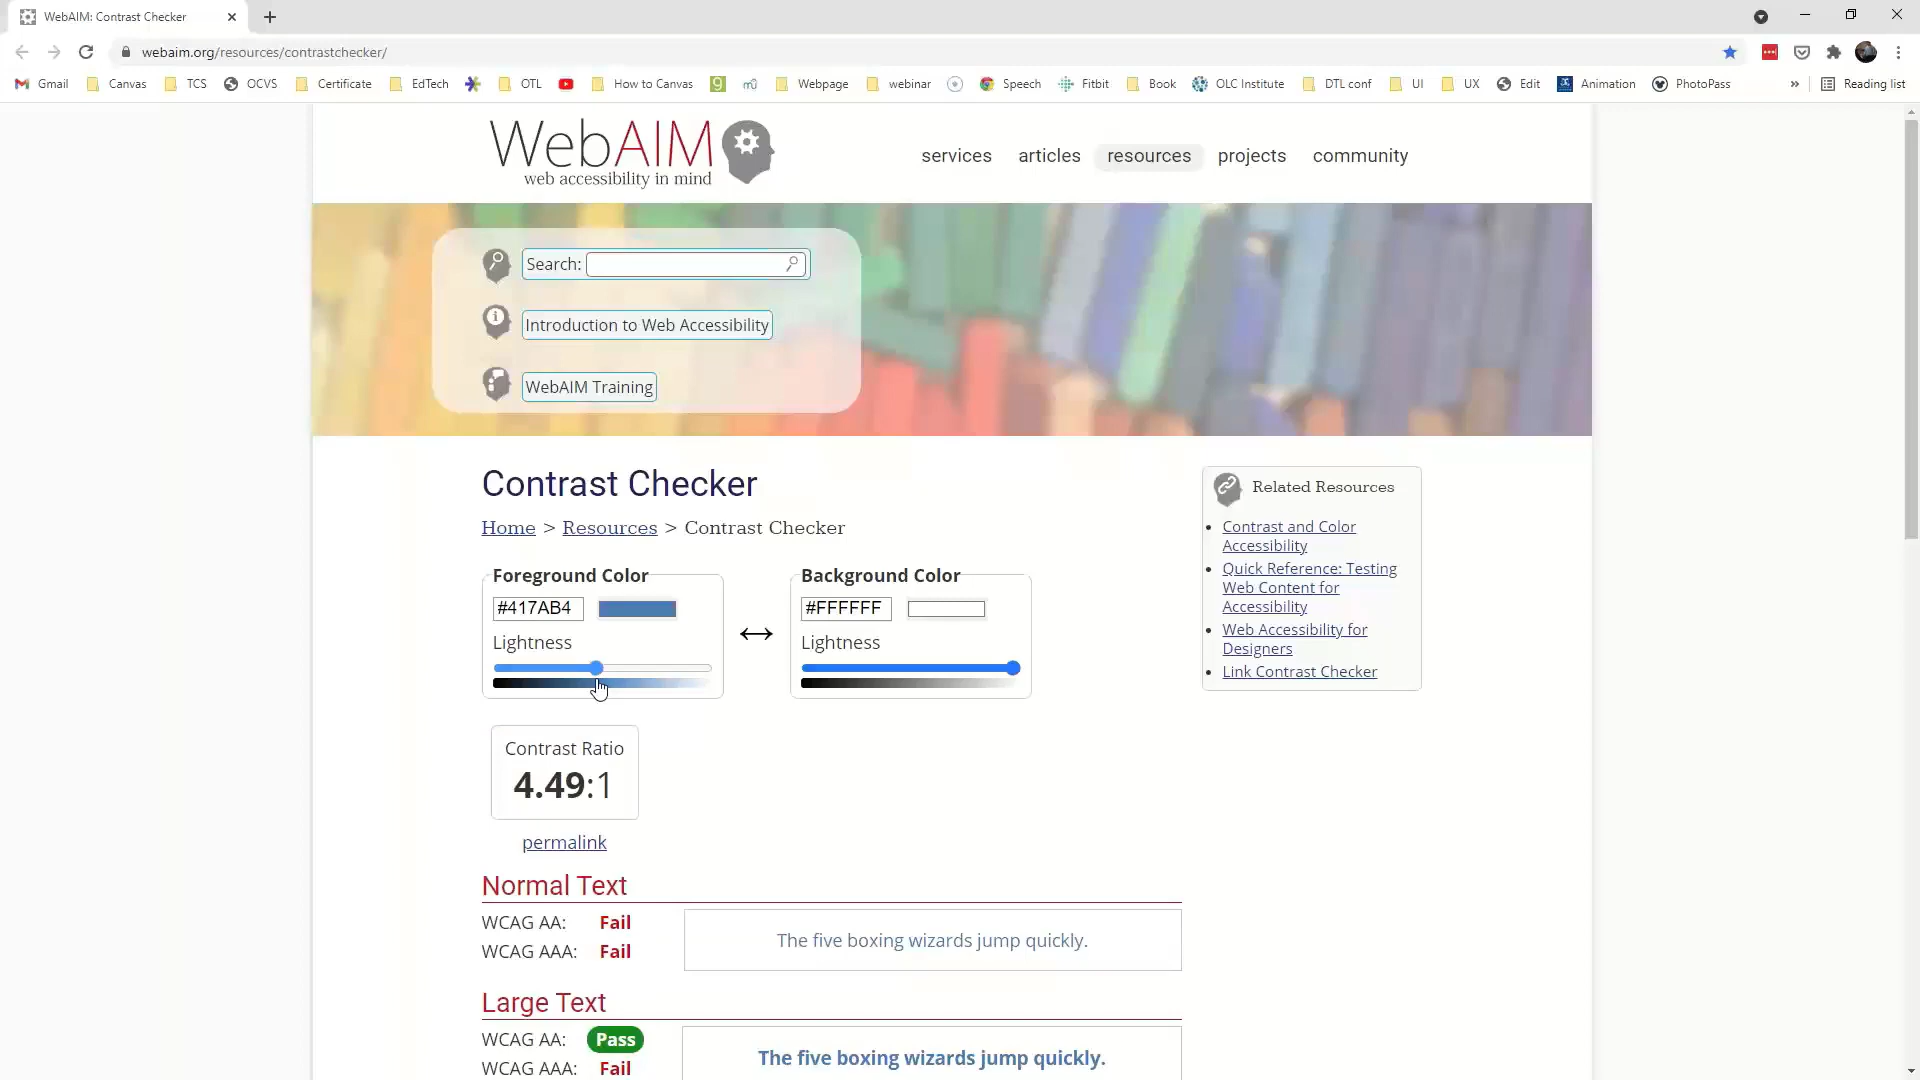 WebAIM: Contrast Checker
webaim.org/resources/contrastchecker/
Gmail Canvas TCS OCVS Certificate EdTech OTL How to Canvas Webpage webinar Speech Fitbit Book OLC Institute DTL conf UI UX Edit Animation PhotoPass » Reading list
WebAIM
web accessibility in mind
services articles resources projects community
Search:
Introduction to Web Accessibility
WebAIM Training
Contrast Checker
Home > Resources > Contrast Checker
Foreground Color
#417AB4
Lightness
Background Color
#FFFFFF
Lightness
Contrast Ratio
4.49:1
permalink
Normal Text
WCAG AA: Fail
WCAG AAA: Fail
The five boxing wizards jump quickly.
Large Text
WCAG AA: Pass
WCAG AAA: Fail
The five boxing wizards jump quickly.
Related Resources
Contrast and Color
Accessibility
Quick Reference: Testing
Web Content for
Accessibility
Web Accessibility for
Designers
Link Contrast Checker